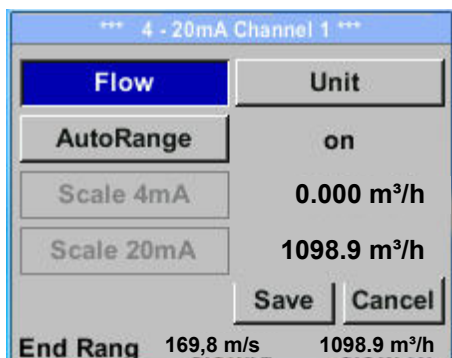 *** 4 - 20mA Channel 1 ***
Flow Unit
AutoRange on
Scale 4mA 0.000 m³/h
Scale 20mA 1098.9 m³/h
Save Cancel
End Rang 169,8 m/s 1098.9 m³/h